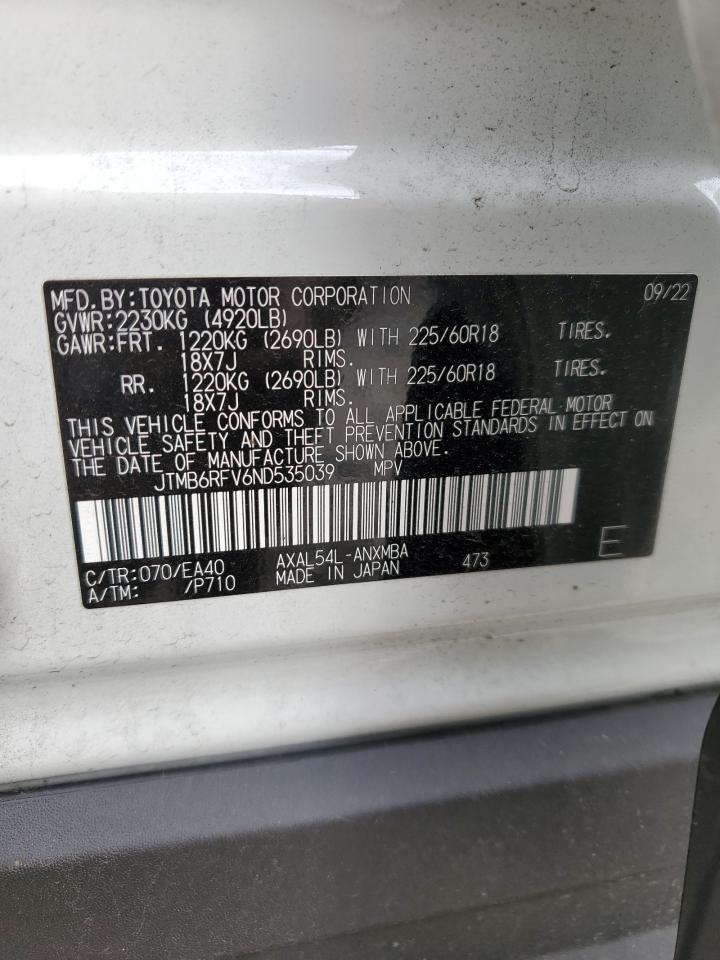 MFD.BY:TOYOTA MOTOR CORPORATION 09/22
GVWR:2230KG (4920LB)
GAWR:FRT. 1220KG (2690LB) WITH 225/60R18 TIRES.
18X7J RIMS.
RR. 1220KG (2690LB) WITH 225/60R18 TIRES.
18X7J RIMS.
THIS VEHICLE CONFORMS TO ALL APPLICABLE FEDERAL MOTOR
VEHICLE SAFETY AND THEFT PREVENTION STANDARDS IN EFFECT ON
THE DATE OF MANUFACTURE SHOWN ABOVE.
JTMB6RFV6ND535039 MPV
C/TR:070/EA40 AXAL54L-ANXMBA 473 E
A/TM: /P710 MADE IN JAPAN